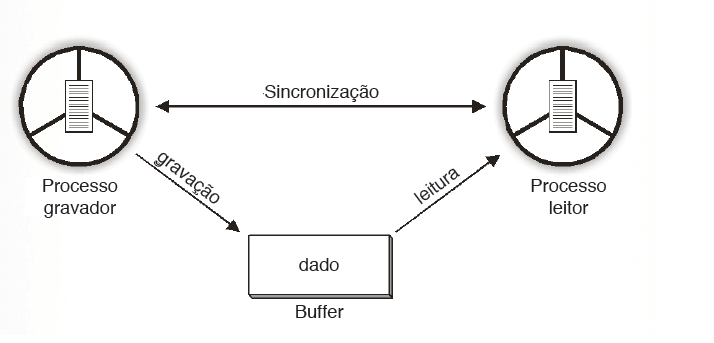 Sincronização
gravação
leitura
Processo
gravador
Processo
leitor
dado
Buffer